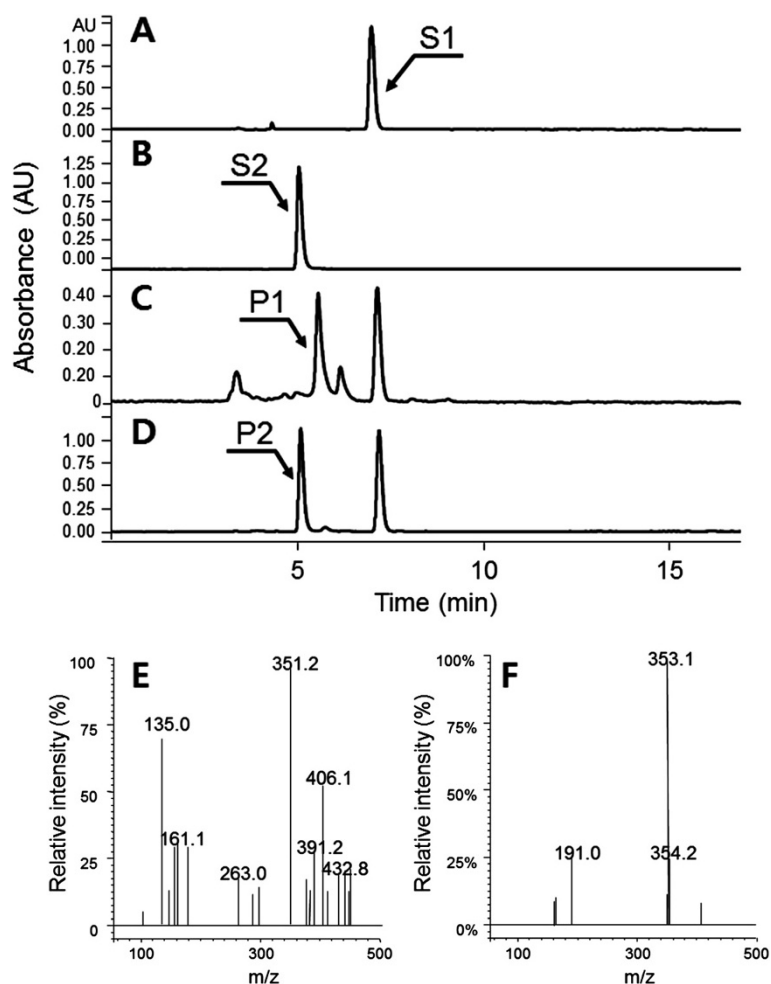 AU
A
S1
1.00
0.75
0.50
0.25
0.00
B
S2
1.25
1.00
0.75
0.50
0.25
0.00
C
P1
0.40
0.30
0.20
0
D
P2
1.00
0.75
0.50
0.25
0.00
Absorbance (AU)
5
10
15
Time (min)
E
100
75
50
25
0
Relative intensity (%)
351.2
135.0
406.1
161.1
391.2
263.0
432.8
100
300
500
m/z
F
100%
75%
50%
25%
0%
Relative intensity (%)
353.1
191.0
354.2
100
300
500
m/z